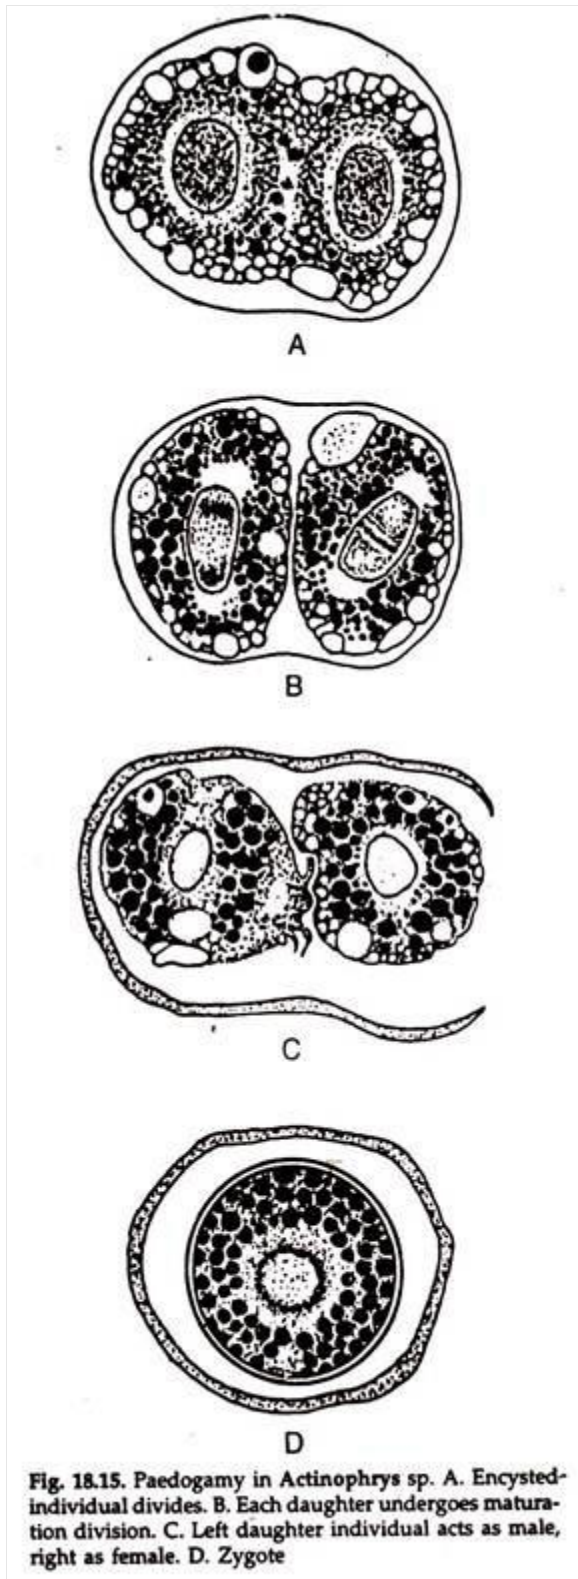 A
B
C
D
Fig. 18.15. Paedogamy in Actinophrys sp. A. Encysted-
individual divides. B. Each daughter undergoes matura-
tion division. C. Left daughter individual acts as male,
right as female. D. Zygote